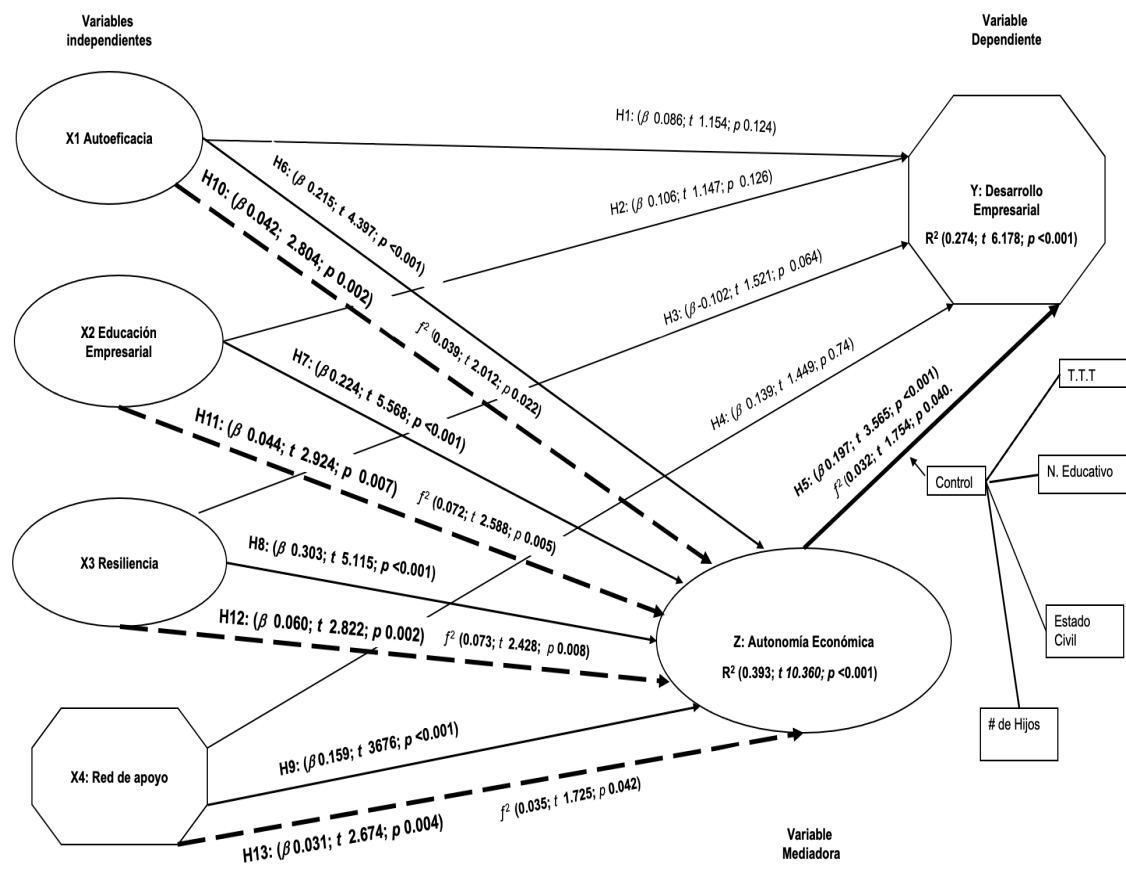 Variables
independientes
Variable
Dependiente
X1 Autoeficacia
H1: (β 0.086; t 1.154; p 0.124)
H6: (β 0.215; t 4.397; p <0.001)
H10: (β 0.042; 2.804; p 0.002)
H2: (β 0.106; t 1.147; p 0.126)
Y: Desarrollo
Empresarial
R² (0.274; t 6.178; p <0.001)
X2 Educación
Empresarial
H3: (β -0.102; t 1.521; p 0.064)
f² (0.039; t 2.012; p 0.022)
H7: (β 0.224; t 5.568; p <0.001)
H4: (β 0.139; t 1.449; p 0.74)
H11: (β 0.044; t 2.924; p 0.007)
f² (0.072; t 2.588; p 0.005)
H5: (β 0.197; t 3.565; p <0.001)
f² (0.032; t 1.754; p 0.040.
T.T.T
Control
N. Educativo
X3 Resiliencia
H8: (β 0.303; t 5.115; p <0.001)
H12: (β 0.060; t 2.822; p 0.002)
f² (0.073; t 2.428; p 0.008)
Z: Autonomía Económica
R² (0.393; t 10.360; p <0.001)
Estado
Civil
# de Hijos
X4: Red de apoyo
H9: (β 0.159; t 3676; p <0.001)
H13: (β 0.031; t 2.674; p 0.004)
f² (0.035; t 1.725; p 0.042)
Variable
Mediadora